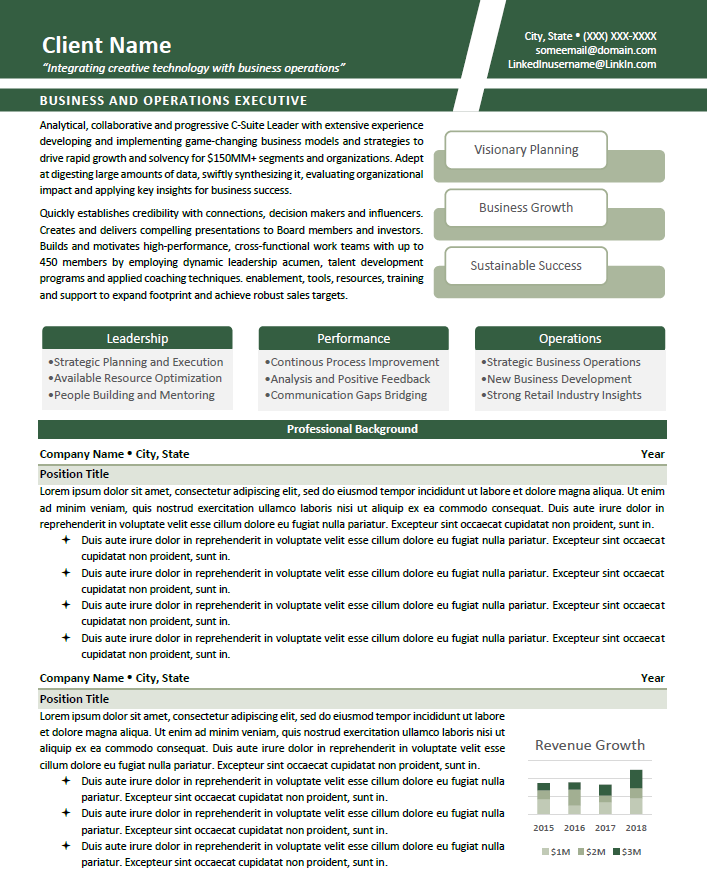 Client Name
“Integrating creative technology with business operations”
City, State • (XXX) XXX-XXXX
someemail@domain.com
LinkedInusername@LinkIn.com
BUSINESS AND OPERATIONS EXECUTIVE
Analytical, collaborative and progressive C-Suite Leader with extensive experience
developing and implementing game-changing business models and strategies to
drive rapid growth and solvency for $150MM+ segments and organizations. Adept
at digesting large amounts of data, swiftly synthesizing it, evaluating organizational
impact and applying key insights for business success.
Quickly establishes credibility with connections, decision makers and influencers.
Creates and delivers compelling presentations to Board members and investors.
Builds and motivates high-performance, cross-functional work teams with up to
450 members by employing dynamic leadership acumen, talent development
programs and applied coaching techniques. enablement, tools, resources, training
and support to expand footprint and achieve robust sales targets.
Visionary Planning
Business Growth
Sustainable Success
Leadership
•Strategic Planning and Execution
•Available Resource Optimization
•People Building and Mentoring
Performance
•Continous Process Improvement
•Analysis and Positive Feedback
•Communication Gaps Bridging
Operations
•Strategic Business Operations
•New Business Development
•Strong Retail Industry Insights
Professional Background
Company Name • City, State Year
Position Title
Lorem ipsum dolor sit amet, consectetur adipiscing elit, sed do eiusmod tempor incididunt ut labore et dolore magna aliqua. Ut enim
ad minim veniam, quis nostrud exercitation ullamco laboris nisi ut aliquip ex ea commodo consequat. Duis aute irure dolor in
reprehenderit in voluptate velit esse cillum dolore eu fugiat nulla pariatur. Excepteur sint occaecat cupidatat non proident, sunt in.
Duis aute irure dolor in reprehenderit in voluptate velit esse cillum dolore eu fugiat nulla pariatur. Excepteur sint occaecat
cupidatat non proident, sunt in.
Duis aute irure dolor in reprehenderit in voluptate velit esse cillum dolore eu fugiat nulla pariatur. Excepteur sint occaecat
cupidatat non proident, sunt in.
Duis aute irure dolor in reprehenderit in voluptate velit esse cillum dolore eu fugiat nulla pariatur. Excepteur sint occaecat
cupidatat non proident, sunt in.
Duis aute irure dolor in reprehenderit in voluptate velit esse cillum dolore eu fugiat nulla pariatur. Excepteur sint occaecat
cupidatat non proident, sunt in.
Company Name • City, State Year
Position Title
Lorem ipsum dolor sit amet, consectetur adipiscing elit, sed do eiusmod tempor incididunt ut labore
et dolore magna aliqua. Ut enim ad minim veniam, quis nostrud exercitation ullamco laboris nisi ut
aliquip ex ea commodo consequat. Duis aute irure dolor in reprehenderit in voluptate velit esse
cillum dolore eu fugiat nulla pariatur. Excepteur sint occaecat cupidatat non proident, sunt in.
Duis aute irure dolor in reprehenderit in voluptate velit esse cillum dolore eu fugiat nulla
pariatur. Excepteur sint occaecat cupidatat non proident, sunt in.
Duis aute irure dolor in reprehenderit in voluptate velit esse cillum dolore eu fugiat nulla
pariatur. Excepteur sint occaecat cupidatat non proident, sunt in.
Duis aute irure dolor in reprehenderit in voluptate velit esse cillum dolore eu fugiat nulla
pariatur. Excepteur sint occaecat cupidatat non proident, sunt in.
Revenue Growth
2015 2016 2017 2018
$1M $2M $3M